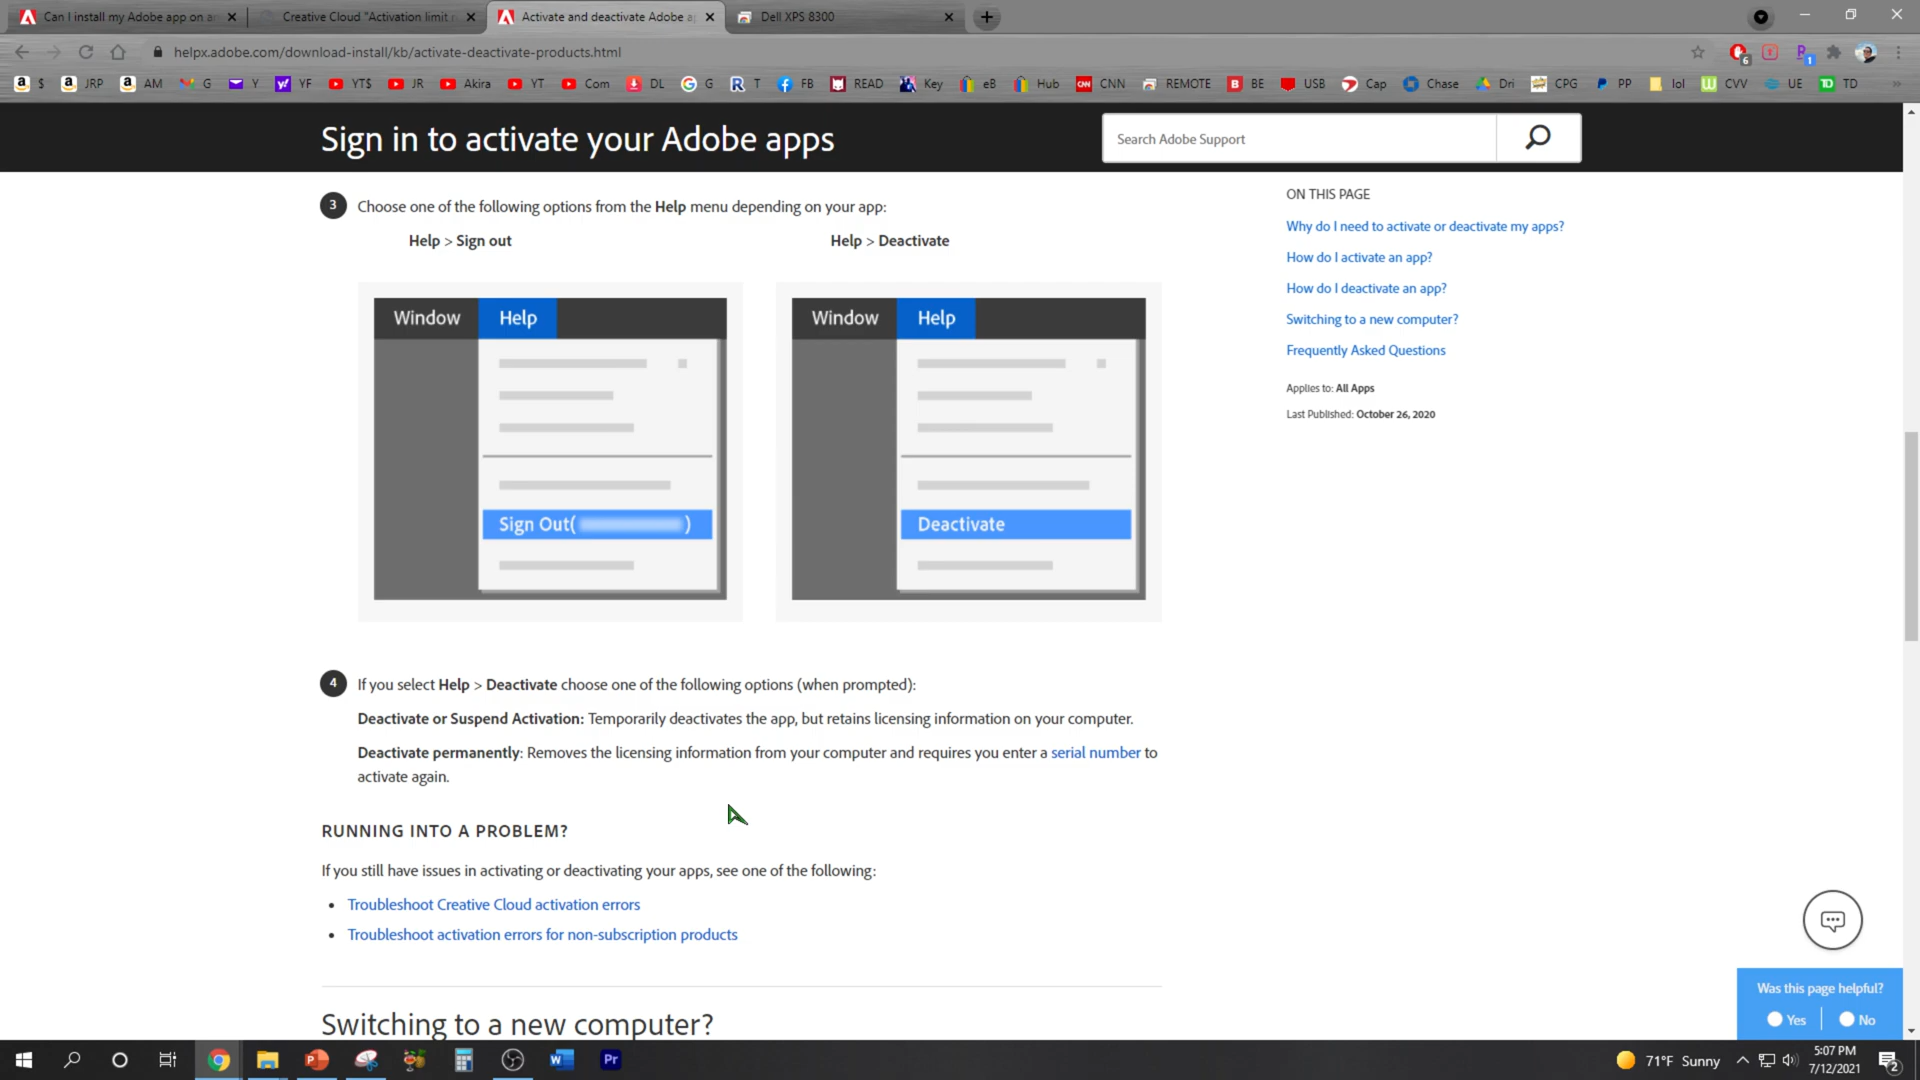 Can I install my Adobe app on a
Creative Cloud "Activation limit r
Activate and deactivate Adobe a
Dell XPS 8300
helpx.adobe.com/download-install/kb/activate-deactivate-products.html
$ JRP AM G Y YF YT$ JR Akira YT Com DL G T FB READ Key eB Hub CNN REMOTE BE USB Cap Chase Dri CPG PP lol CVV UE TD
Sign in to activate your Adobe apps
Search Adobe Support
3 Choose one of the following options from the Help menu depending on your app:
Help > Sign out
Help > Deactivate
Window Help
Sign Out( )
Window Help
Deactivate
4 If you select Help > Deactivate choose one of the following options (when prompted):
Deactivate or Suspend Activation: Temporarily deactivates the app, but retains licensing information on your computer.
Deactivate permanently: Removes the licensing information from your computer and requires you enter a serial number to
activate again.
RUNNING INTO A PROBLEM?
If you still have issues in activating or deactivating your apps, see one of the following:
• Troubleshoot Creative Cloud activation errors
• Troubleshoot activation errors for non-subscription products
Switching to a new computer?
ON THIS PAGE
Why do I need to activate or deactivate my apps?
How do I activate an app?
How do I deactivate an app?
Switching to a new computer?
Frequently Asked Questions
Applies to: All Apps
Last Published: October 26, 2020
Was this page helpful?
Yes No
71°F Sunny
5:07 PM
7/12/2021
2